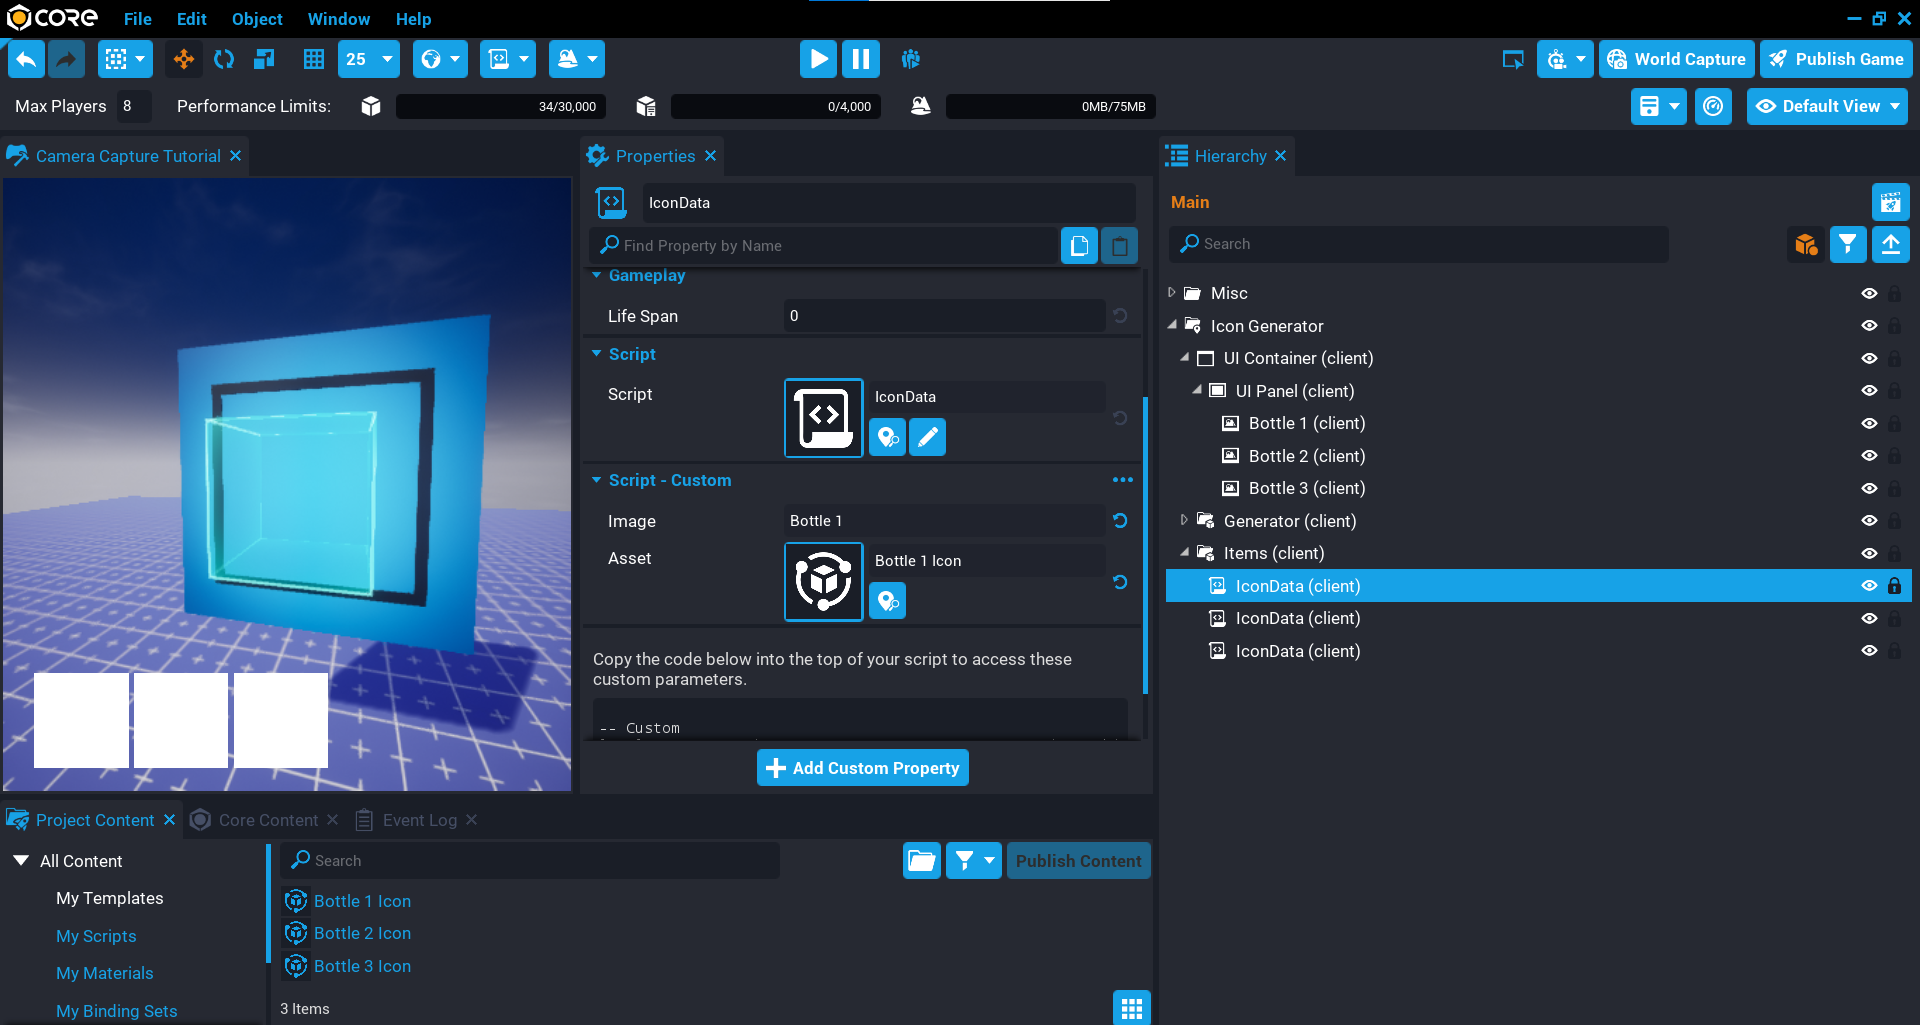 CORE
File
Edit
Object
Window
Help
25
World Capture
Publish Game
Max Players 8
Performance Limits:
34/30,000
0/4,000
0MB/75MB
Default View
Camera Capture Tutorial
Properties
IconData
Find Property by Name
Gameplay
Life Span
0
Script
Script
IconData
Script - Custom
Image
Bottle 1
Asset
Bottle 1 Icon
Copy the code below into the top of your script to access these
custom parameters.
-- Custom
Add Custom Property
Hierarchy
Main
Search
Misc
Icon Generator
UI Container (client)
UI Panel (client)
Bottle 1 (client)
Bottle 2 (client)
Bottle 3 (client)
Generator (client)
Items (client)
IconData (client)
IconData (client)
IconData (client)
Project Content
Core Content
Event Log
All Content
My Templates
My Scripts
My Materials
My Binding Sets
Search
Publish Content
Bottle 1 Icon
Bottle 2 Icon
Bottle 3 Icon
3 Items